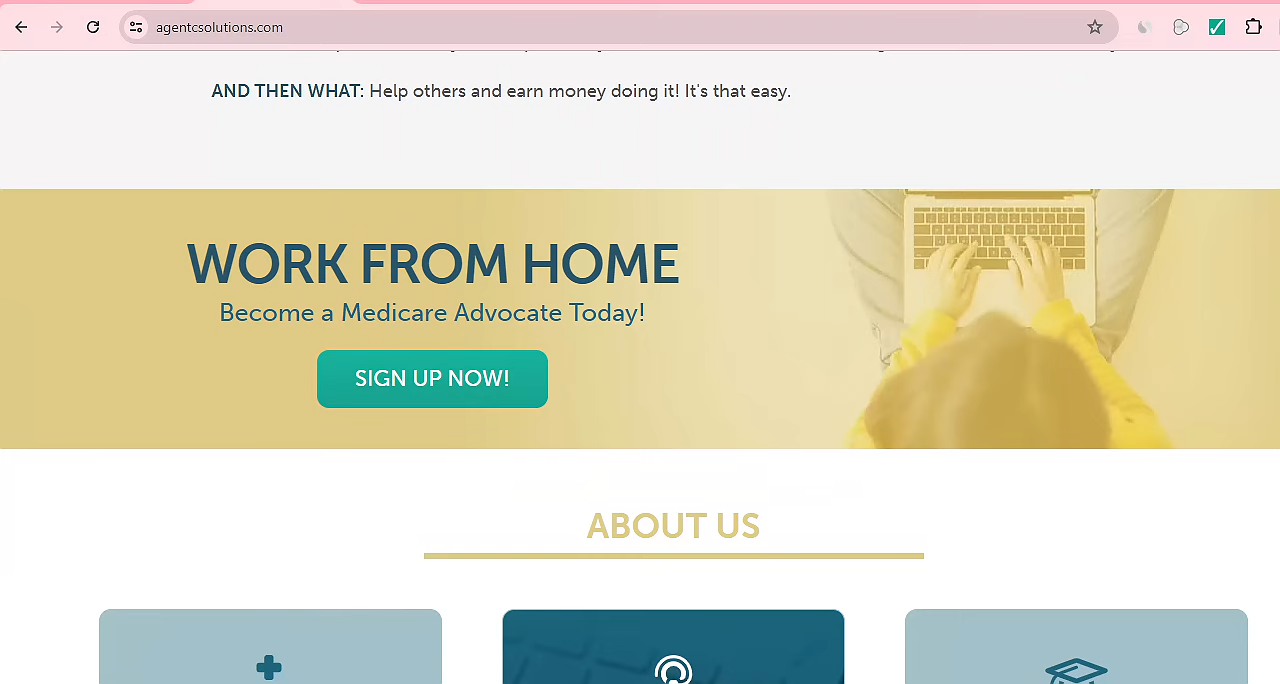 agentcsolutions.com
AND THEN WHAT: Help others and earn money doing it! It's that easy.
WORK FROM HOME
Become a Medicare Advocate Today!
SIGN UP NOW!
ABOUT US